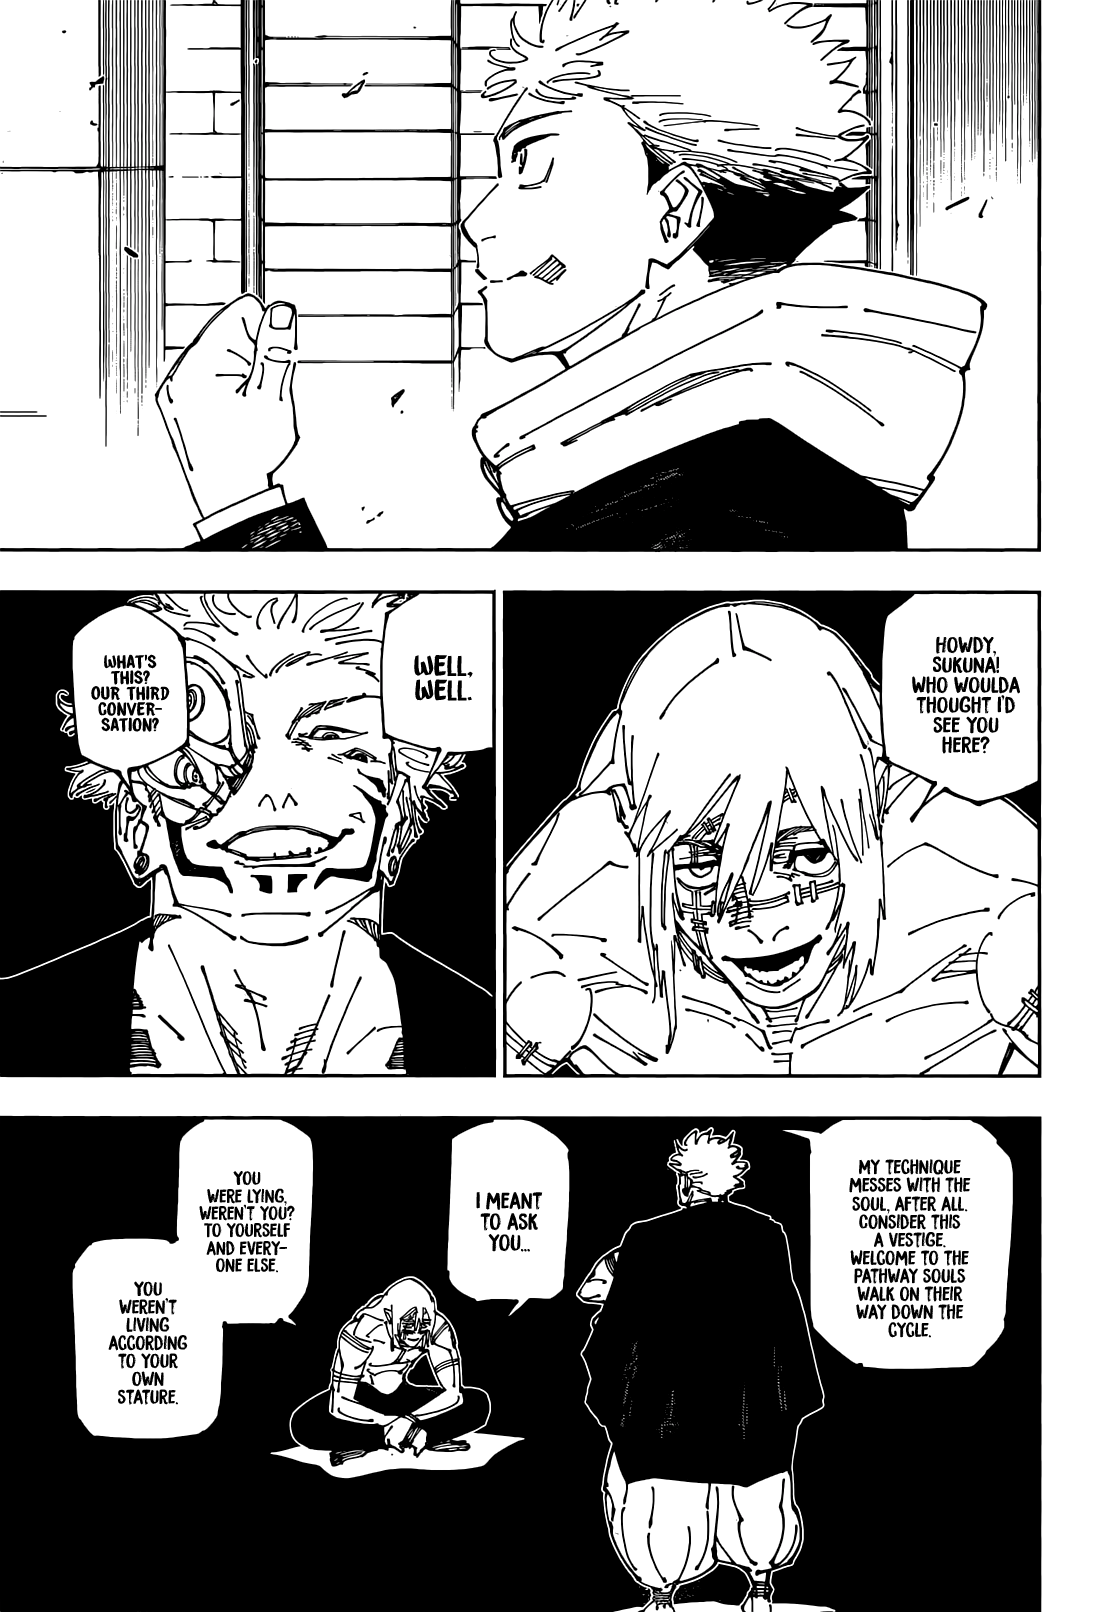 HOWDY,
SUKUNA!
WHO WOULDA
THOUGHT I'D
SEE YOU
HERE?
WELL,
WELL.
WHAT'S
THIS?
OUR THIRD
CONVER-
SATION?
MY TECHNIQUE
MESSES WITH THE
SOUL, AFTER ALL.
CONSIDER THIS
A VESTIGE.
WELCOME TO THE
PATHWAY SOULS
WALK ON THEIR
WAY DOWN THE
CYCLE.
I MEANT
TO ASK
YOU...
YOU
WERE LYING,
WEREN'T YOU?
TO YOURSELF
AND EVERY-
ONE ELSE.
YOU
WEREN'T
LIVING
ACCORDING
TO YOUR
OWN
STATURE.